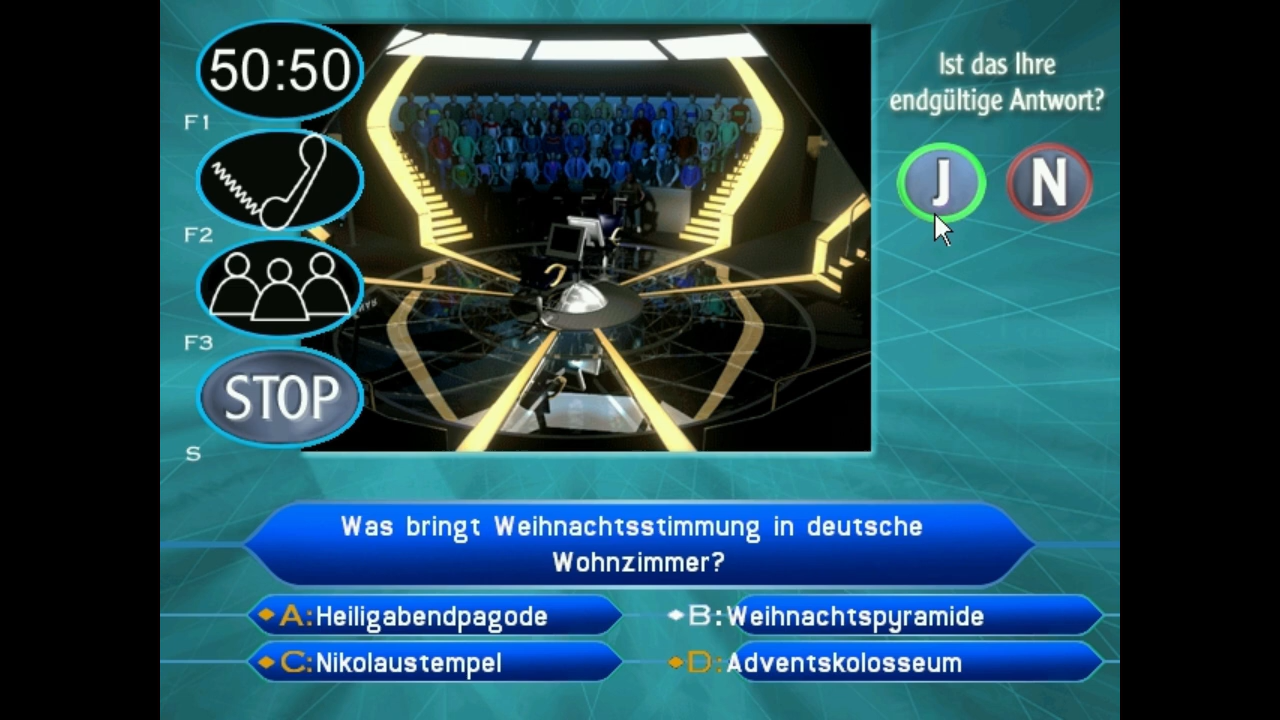 50:50
F1
F2
F3
STOP
S
Ist das Ihre
endgültige Antwort?
J N
Was bringt Weihnachtsstimmung in deutsche
Wohnzimmer?
A: Heiligabendpagode
B: Weihnachtspyramide
C: Nikolaustempel
D: Adventskolosseum